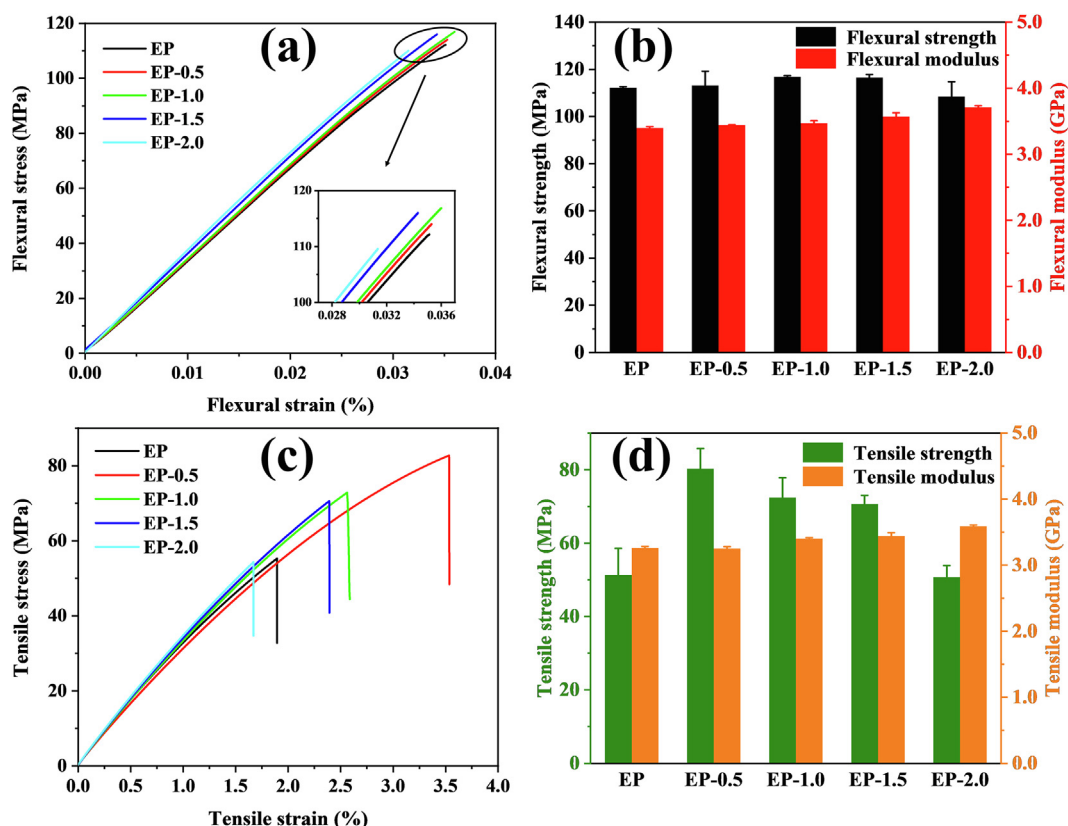 (a)
EP
EP-0.5
EP-1.0
EP-1.5
EP-2.0
Flexural stress (MPa)
120
100
80
60
40
20
0
120
115
110
100
0.028
0.032
0.036
0.00
0.01
0.02
0.03
0.04
Flexural strain (%)
(b)
Flexural strength
Flexural modulus
Flexural strength (MPa)
140
120
100
80
60
40
20
0
5.0
4.0
3.0
2.0
1.0
0.0
Flexural modulus (GPa)
EP
EP-0.5
EP-1.0
EP-1.5
EP-2.0
(c)
EP
EP-0.5
EP-1.0
EP-1.5
EP-2.0
Tensile stress (MPa)
80
60
40
20
0
0.0
0.5
1.0
1.5
2.0
2.5
3.0
3.5
4.0
Tensile strain (%)
(d)
Tensile strength
Tensile modulus
Tensile strength (MPa)
80
60
40
20
0
5.0
4.0
3.0
2.0
1.0
0.0
Tensile modulus (GPa)
EP
EP-0.5
EP-1.0
EP-1.5
EP-2.0